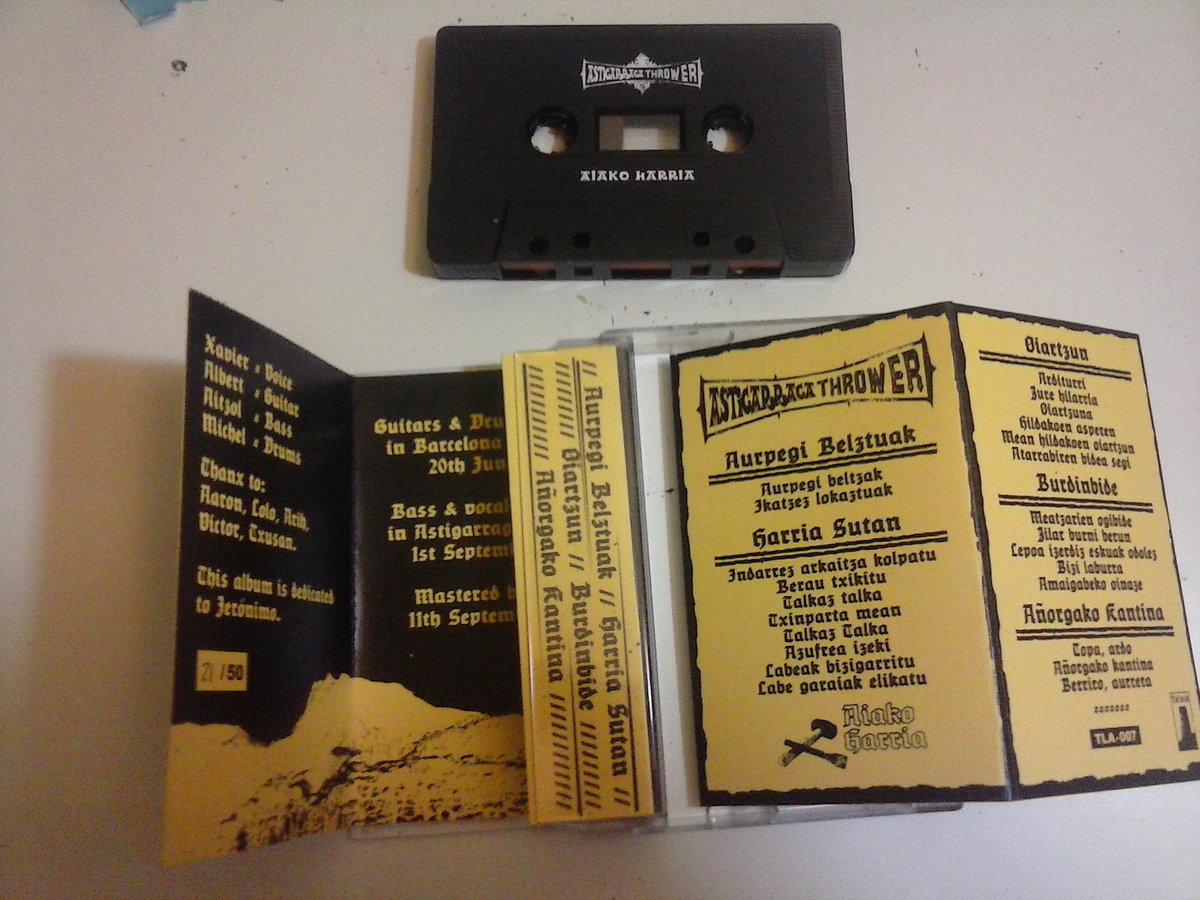 ASTIGARRAGA THROWER
AIAKO HARRIA
Xavier : Voice
Albert : Guitar
Aitzol : Bass
Michel : Drums
Thanx to:
Aaron, Lolo, Arih,
Victor, Txusan.
This album is dedicated
to Jerónimo.
21/50
Guitars & Dru
in Barcelona
20th Jun
Bass & vocal
in Astigarrag
1st Septem
Mastered b
11th Septem
// Aurpegi Belztuak // Harria Sutan //
///////// Oiartzun // Burdinbide /////////
/////////// Añorgako Kantina ///////////
ASTIGARRAGA THROWER
Aurpegi Belztuak
Aurpegi beltzak
Ikatzez lokaztuak
Harria Sutan
Indarrez arkaitza kolpatu
Berau txikitu
Talkaz talka
Txinparta mean
Talkaz Talka
Azufrea izeki
Labeak bizigarritu
Labe garaiak elikatu
Aiako
Harria
Oiartzun
Arditurri
Zure hilarria
Oiartzuna
Hildakoen asperen
Mean hildakoen oiartzun
Atarrabiren bidea segi
Burdinbide
Meatzarien ogibide
Zilar burni berun
Lepoa izerdiz eskuak odolez
Bizi laburra
Amaigabeko oinaze
Añorgako Kantina
Topa, ardo
Añorgako kantina
Berriro, aurrera
TLA-007